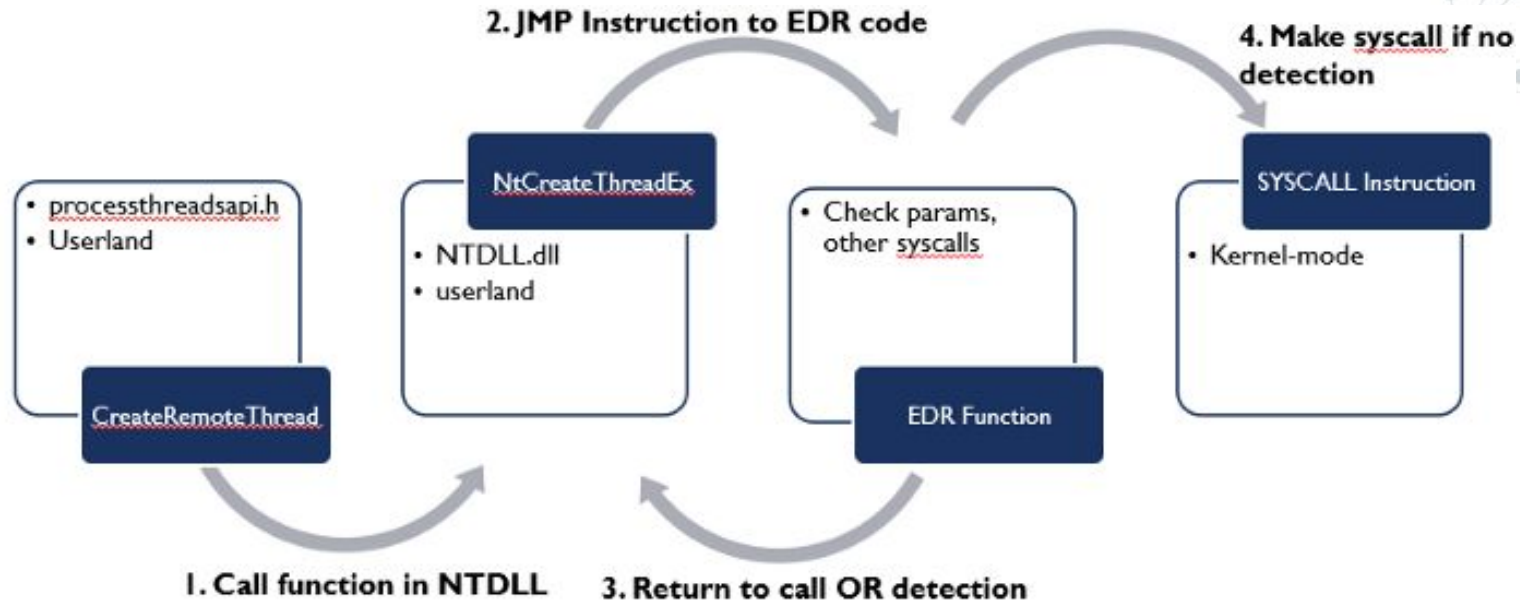 2. JMP Instruction to EDR code
4. Make syscall if no
detection
NtCreateThreadEx
SYSCALL Instruction
• processthreadsapi.h
• Userland
• NTDLL.dll
• userland
• Check params,
other syscalls
• Kernel-mode
CreateRemoteThread
EDR Function
1. Call function in NTDLL
3. Return to call OR detection